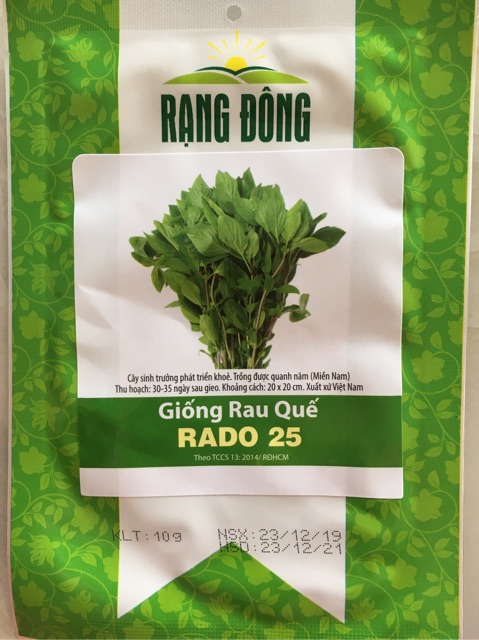 RẠNG ĐÔNG
Cây sinh trưởng phát triển khoẻ. Trồng được quanh năm (Miền Nam)
Thu hoạch: 30-35 ngày sau gieo. Khoảng cách: 20 x 20 cm. Xuất xứ Việt Nam
Giống Rau Quế
RADO 25
Theo TCCS 13: 2014/ RĐHCM
KLT:10g NSX:23/12/19
HSD:23/12/21